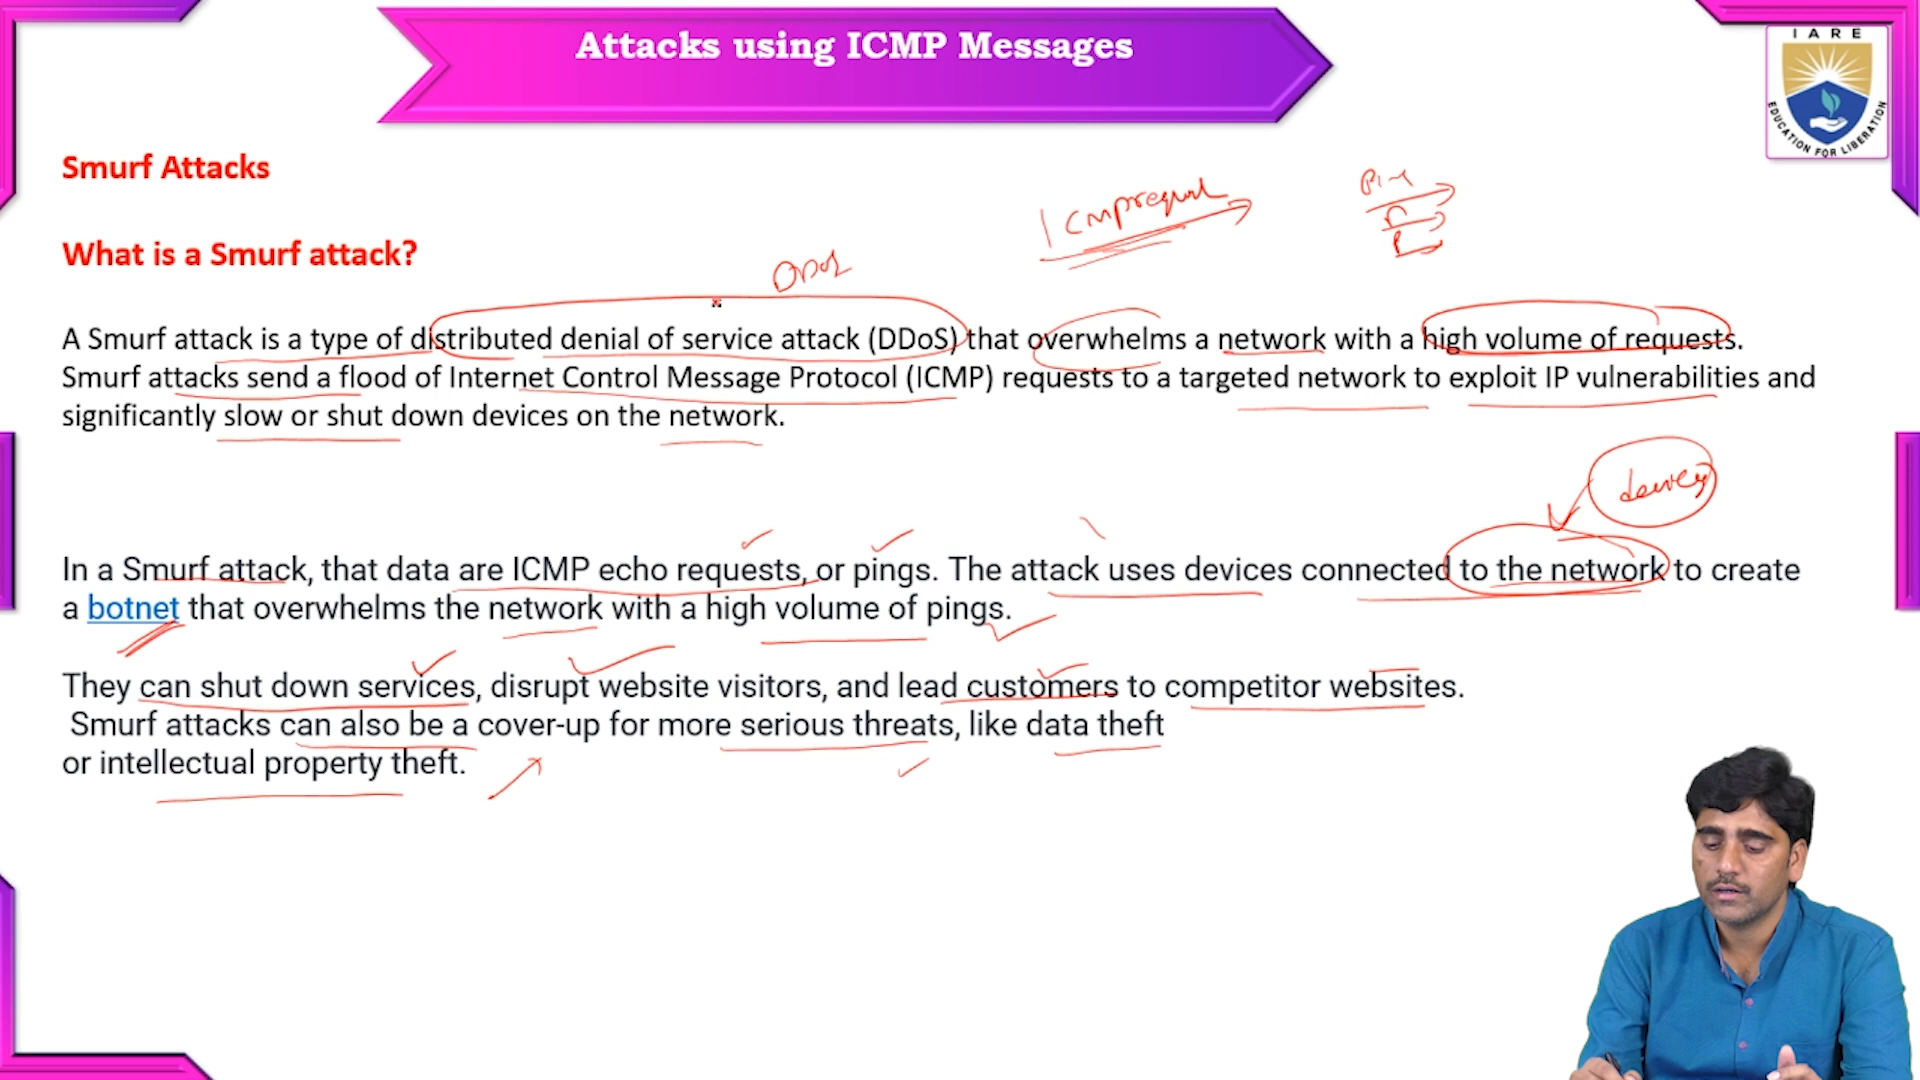 Attacks using ICMP Messages
I A R E
EDUCATION FOR LIBERATION
Smurf Attacks
ICMP request
What is a Smurf attack?
DDOS
A Smurf attack is a type of distributed denial of service attack (DDoS) that overwhelms a network with a high volume of requests.
Smurf attacks send a flood of Internet Control Message Protocol (ICMP) requests to a targeted network to exploit IP vulnerabilities and
significantly slow or shut down devices on the network.
devices
In a Smurf attack, that data are ICMP echo requests, or pings. The attack uses devices connected to the network to create
a botnet that overwhelms the network with a high volume of pings.
They can shut down services, disrupt website visitors, and lead customers to competitor websites.
Smurf attacks can also be a cover-up for more serious threats, like data theft
or intellectual property theft.